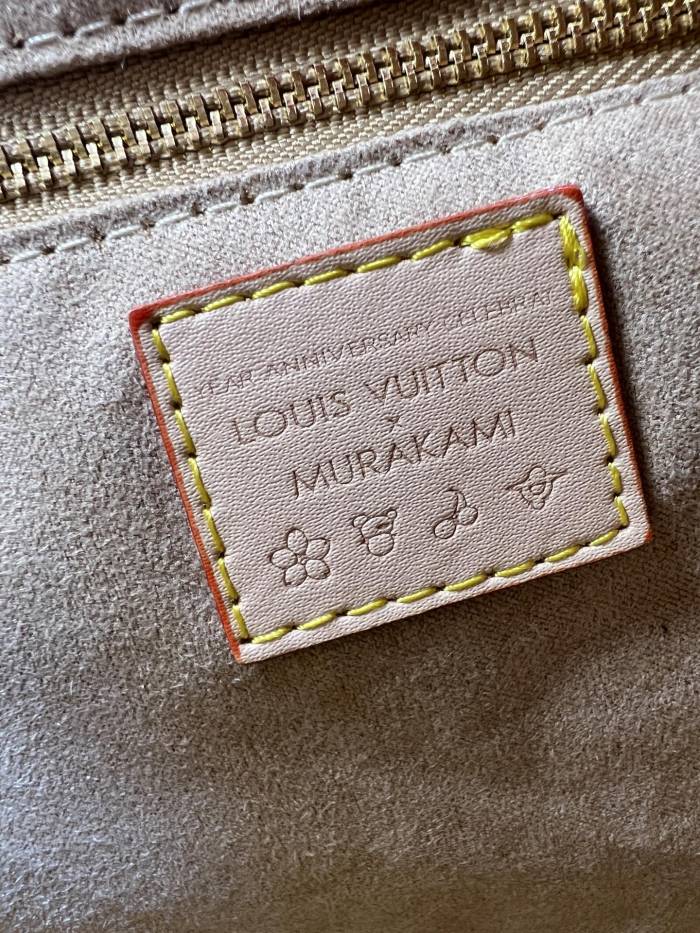 YEAR ANNIVERSARY CELEBRAT
LOUIS VUITTON
×
MURAKAMI